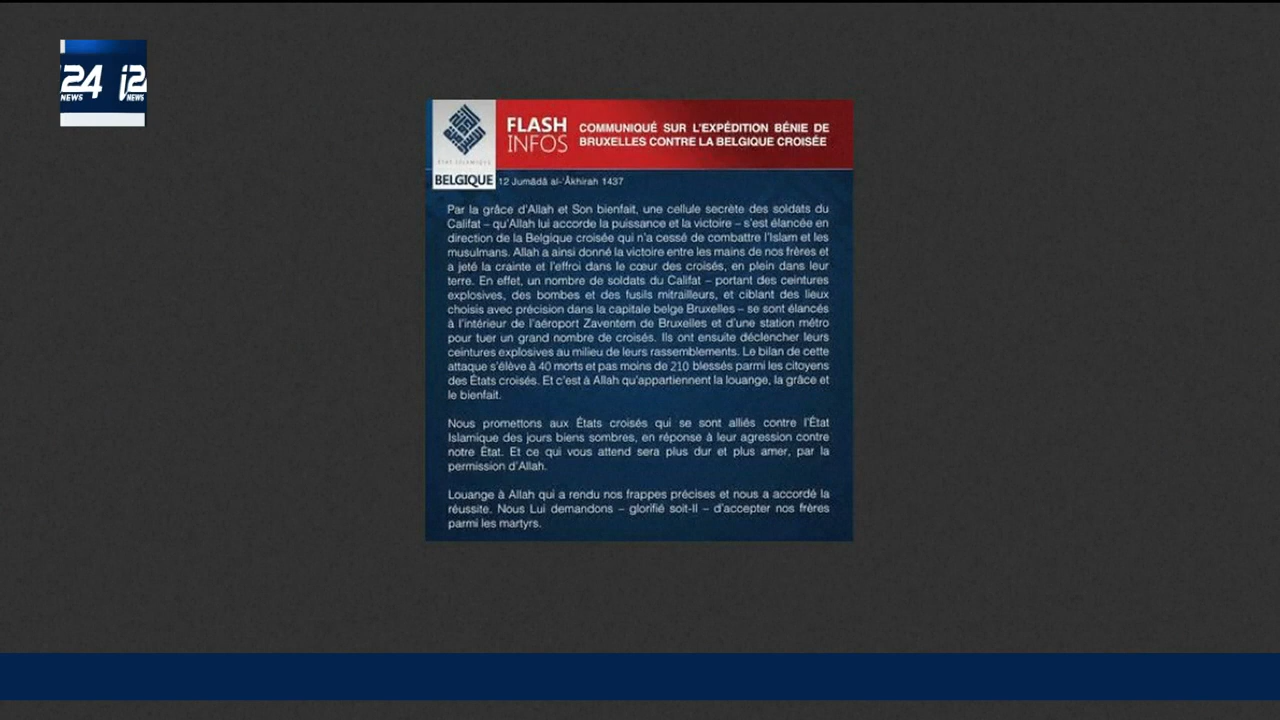 24 i2
NEWS NEWS
FLASH
INFOS
COMMUNIQUÉ SUR L'EXPÉDITION BÉNIE DE
BRUXELLES CONTRE LA BELGIQUE CROISÉE
ÉTAT ISLAMIQUE
BELGIQUE
12 Jumâdâ al-'Âkhirah 1437
Par la grâce d'Allah et Son bienfait, une cellule secrète des soldats du
Califat – qu'Allah lui accorde la puissance et la victoire – s'est élancée en
direction de la Belgique croisée qui n'a cessé de combattre l'Islam et les
musulmans. Allah a ainsi donné la victoire entre les mains de nos frères et
a jeté la crainte et l'effroi dans le cœur des croisés, en plein dans leur
terre. En effet, un nombre de soldats du Califat – portant des ceintures
explosives, des bombes et des fusils mitrailleurs, et ciblant des lieux
choisis avec précision dans la capitale belge Bruxelles – se sont élancés
à l'intérieur de l'aéroport Zaventem de Bruxelles et d'une station métro
pour tuer un grand nombre de croisés. Ils ont ensuite déclencher leurs
ceintures explosives au milieu de leurs rassemblements. Le bilan de cette
attaque s'élève à 40 morts et pas moins de 210 blessés parmi les citoyens
des États croisés. Et c'est à Allah qu'appartiennent la louange, la grâce et
le bienfait.
Nous promettons aux États croisés qui se sont alliés contre l'État
Islamique des jours biens sombres, en réponse à leur agression contre
notre État. Et ce qui vous attend sera plus dur et plus amer, par la
permission d'Allah.
Louange à Allah qui a rendu nos frappes précises et nous a accordé la
réussite. Nous Lui demandons – glorifié soit-Il – d'accepter nos frères
parmi les martyrs.